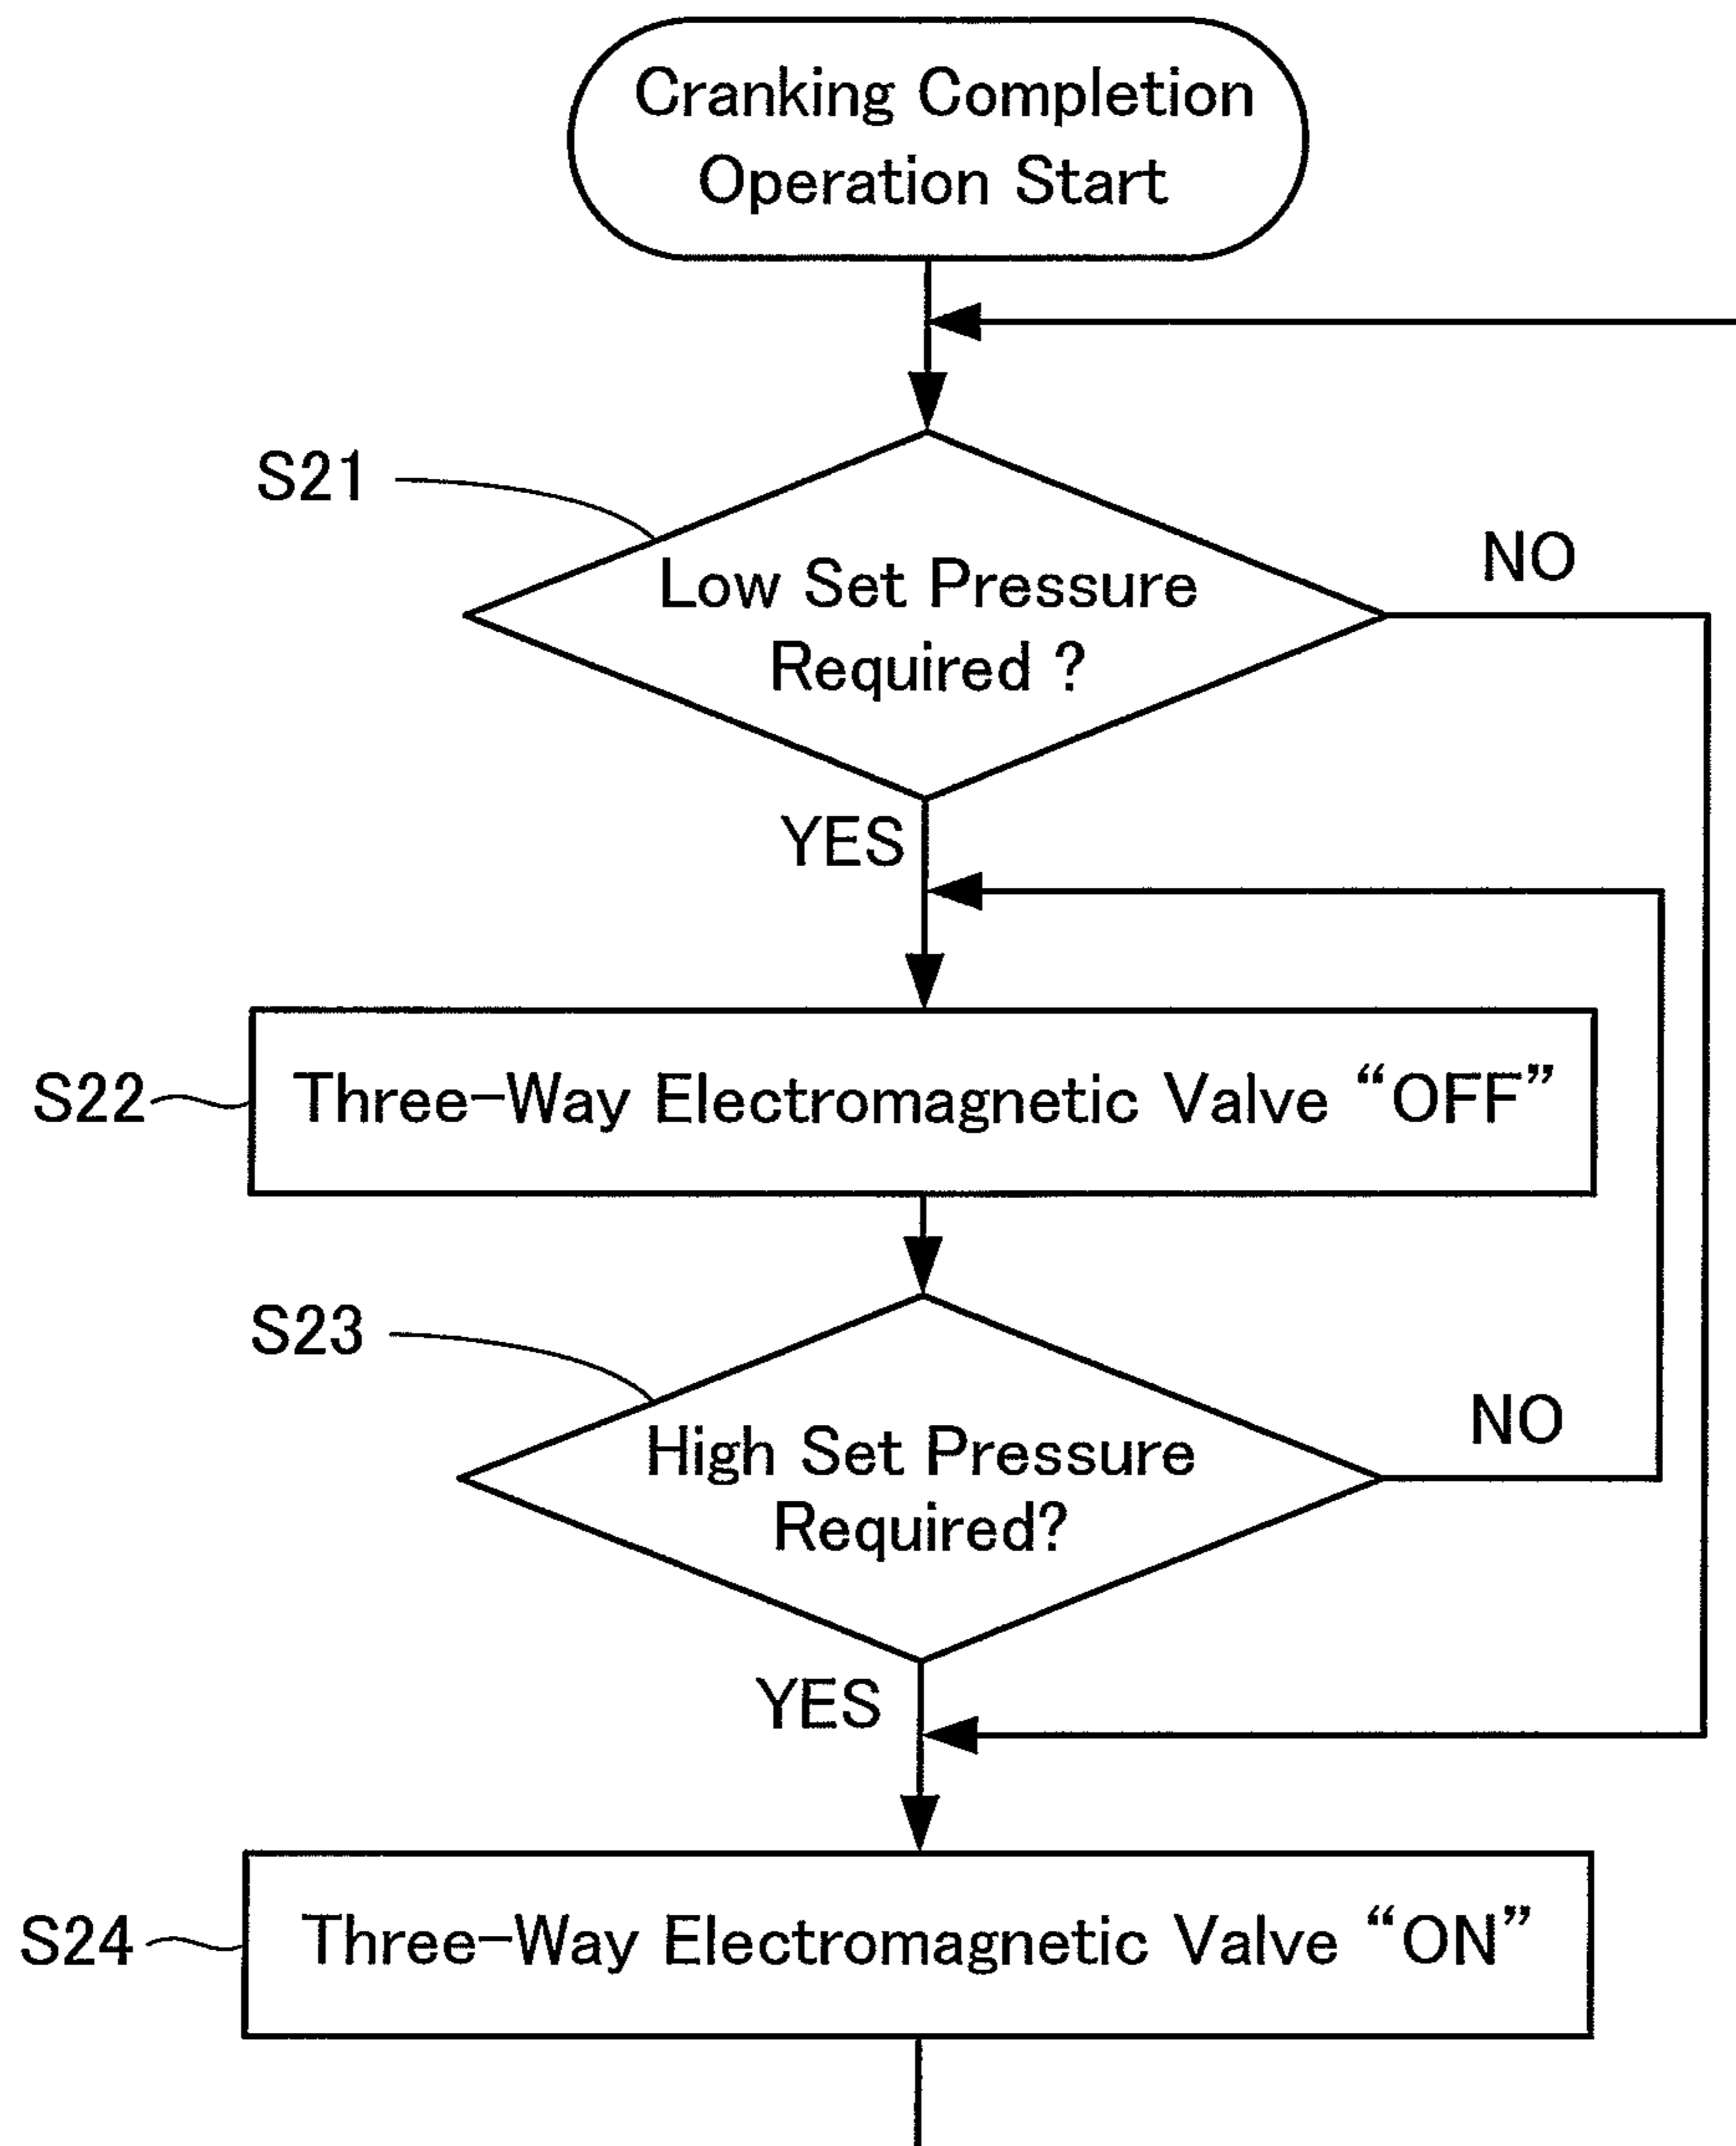 Cranking Completion
Operation Start
S21
Low Set Pressure
Required ?
NO
YES
S22
Three-Way Electromagnetic Valve “OFF”
S23
High Set Pressure
Required?
NO
YES
S24
Three-Way Electromagnetic Valve “ON”